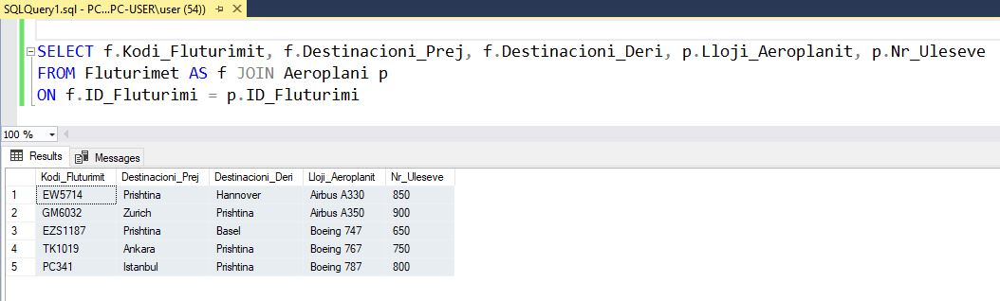 SQLQuery1.sql - PC...PC-USER\user (54))
SELECT f.Kodi_Fluturimit, f.Destinacioni_Prej, f.Destinacioni_Deri, p.Lloji_Aeroplanit, p.Nr_Uleseve
FROM Fluturimet AS f JOIN Aeroplani p
ON f.ID_Fluturimi = p.ID_Fluturimi
100 %
Results Messages
Kodi_Fluturimit Destinacioni_Prej Destinacioni_Deri Lloji_Aeroplanit Nr_Uleseve
1 EW5714 Prishtina Hannover Airbus A330 850
2 GM6032 Zurich Prishtina Airbus A350 900
3 EZS1187 Prishtina Basel Boeing 747 650
4 TK1019 Ankara Prishtina Boeing 767 750
5 PC341 Istanbul Prishtina Boeing 787 800